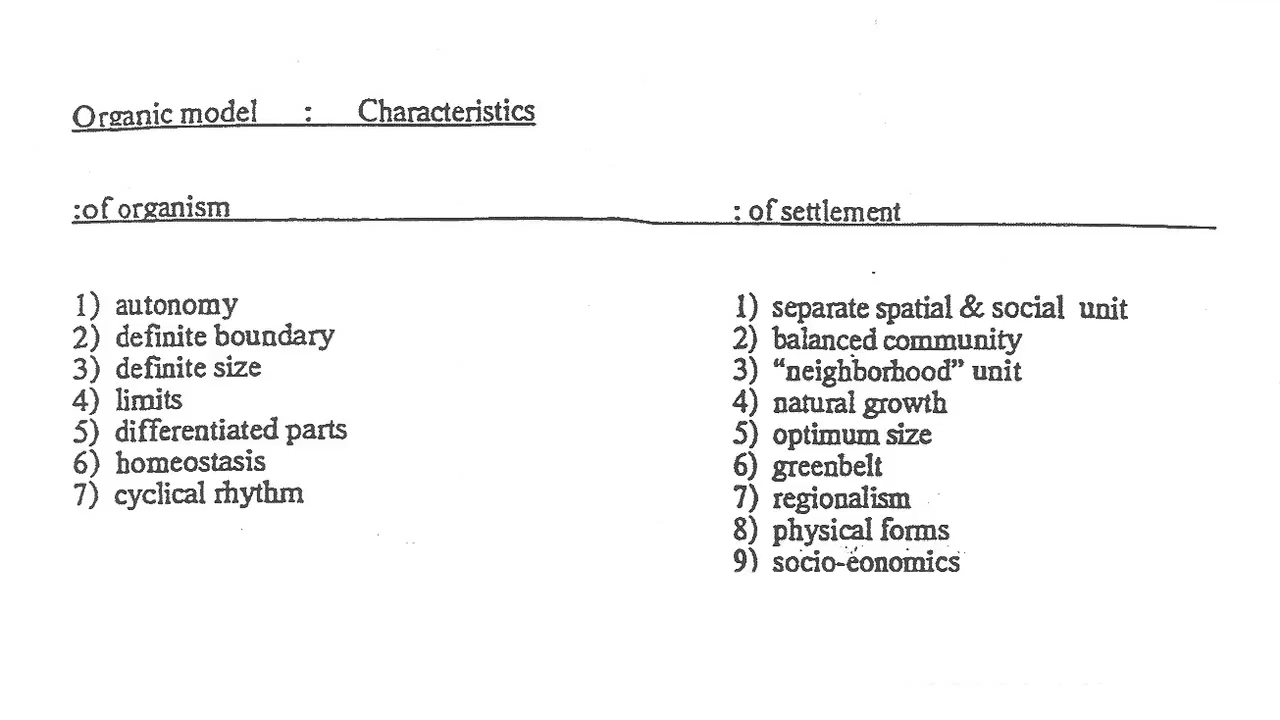 Organic model : Characteristics
:of organism
1) autonomy
2) definite boundary
3) definite size
4) limits
5) differentiated parts
6) homeostasis
7) cyclical rhythm
: of settlement
1) separate spatial & social unit
2) balanced community
3) “neighborhood” unit
4) natural growth
5) optimum size
6) greenbelt
7) regionalism
8) physical forms
9) socio-eonomics